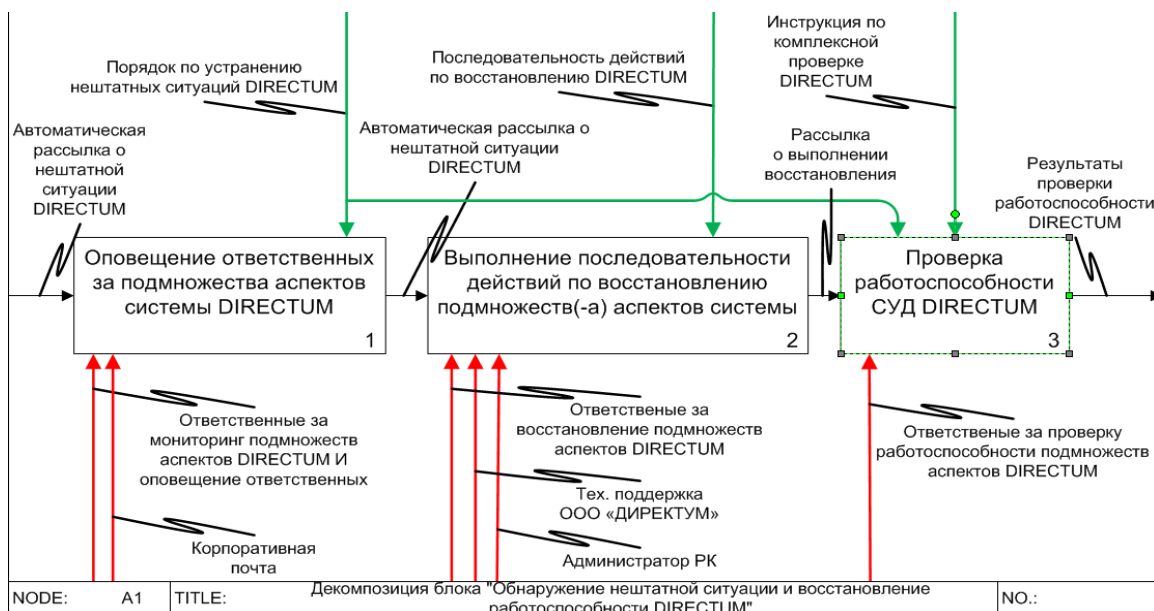 Порядок по устранению
нештатных ситуаций DIRECTUM
Последовательность действий
по восстановлению DIRECTUM
Инструкция по
комплексной
проверке
DIRECTUM
Автоматическая
рассылка о
нештатной
ситуации
DIRECTUM
Автоматическая рассылка о
нештатной ситуации
DIRECTUM
Рассылка
о выполнении
восстановления
Результаты
проверки
работоспособности
DIRECTUM
Оповещение ответственных
за подмножества аспектов
системы DIRECTUM
1
Выполнение последовательности
действий по восстановлению
подмножеств(-а) аспектов системы
2
Проверка
работоспособности
СУД DIRECTUM
3
Ответственные за
мониторинг подмножеств
аспектов DIRECTUM И
оповещение ответственных
Корпоративная
почта
Ответственые за
восстановление подмножеств
аспектов DIRECTUM
Тех. поддержка
ООО «ДИРЕКТУМ»
Администратор РК
Ответственые за проверку
работоспособности подмножеств
аспектов DIRECTUM
NODE: A1
TITLE:
Декомпозиция блока "Обнаружение нештатной ситуации и восстановление
работоспособности DIRECTUM"
NO.: